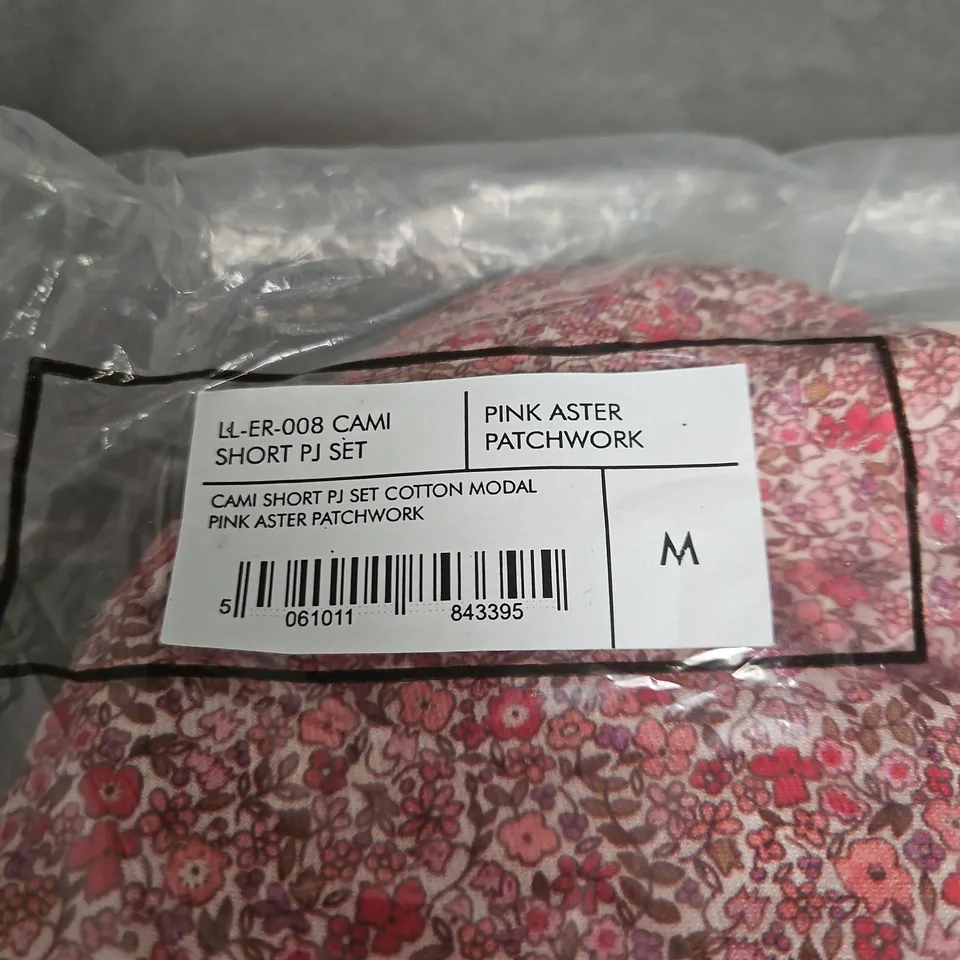 LL-ER-008 CAMI
SHORT PJ SET
PINK ASTER
PATCHWORK
CAMI SHORT PJ SET COTTON MODAL
PINK ASTER PATCHWORK
M
5 061011 843395